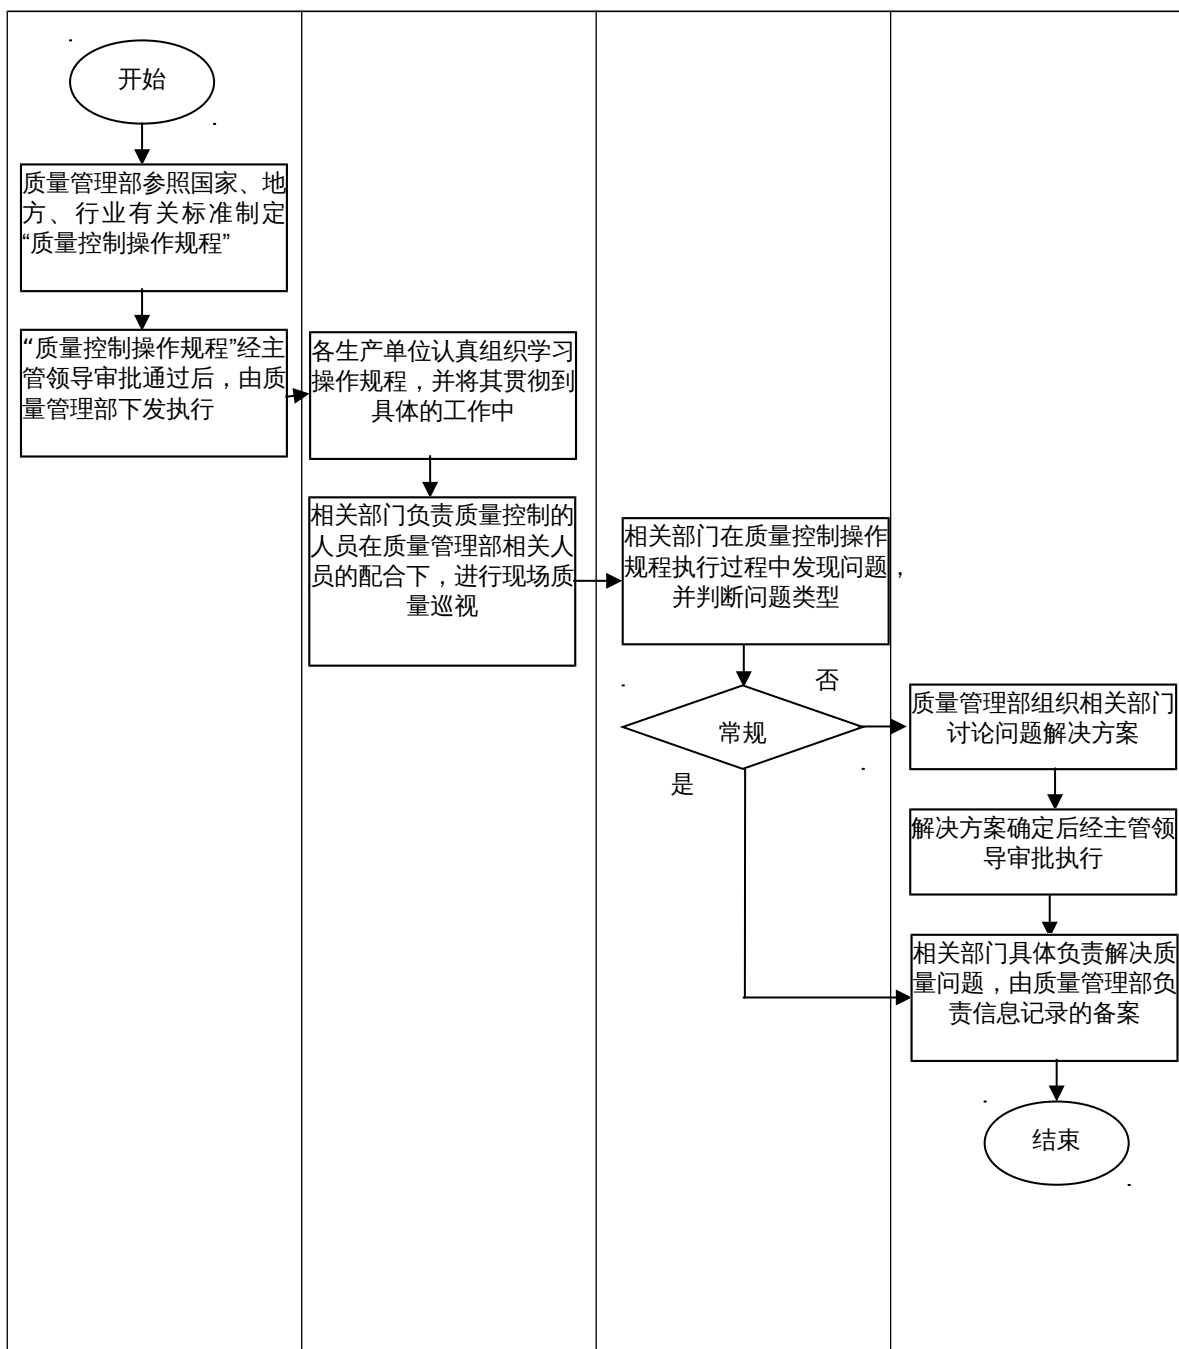 开始
质量管理部参照国家、地
方、行业有关标准制定
“质量控制操作规程”
“质量控制操作规程”经主
管领导审批通过后，由质
量管理部下发执行
各生产单位认真组织学习
操作规程，并将其贯彻到
具体的工作中
相关部门负责质量控制的
人员在质量管理部相关人
员的配合下，进行现场质
量巡视
相关部门在质量控制操作
规程执行过程中发现问题，
并判断问题类型
常规
否
是
质量管理部组织相关部门
讨论问题解决方案
解决方案确定后经主管领
导审批执行
相关部门具体负责解决质
量问题，由质量管理部负
责信息记录的备案
结束